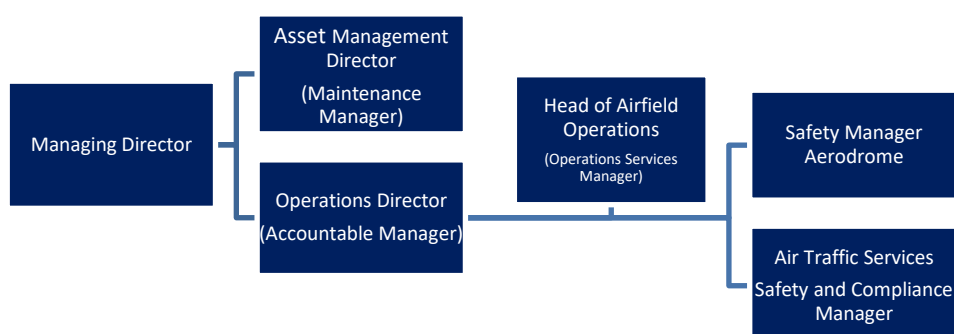 Managing Director
Asset Management
Director
(Maintenance
Manager)
Operations Director
(Accountable Manager)
Head of Airfield
Operations
(Operations Services
Manager)
Safety Manager
Aerodrome
Air Traffic Services
Safety and Compliance
Manager